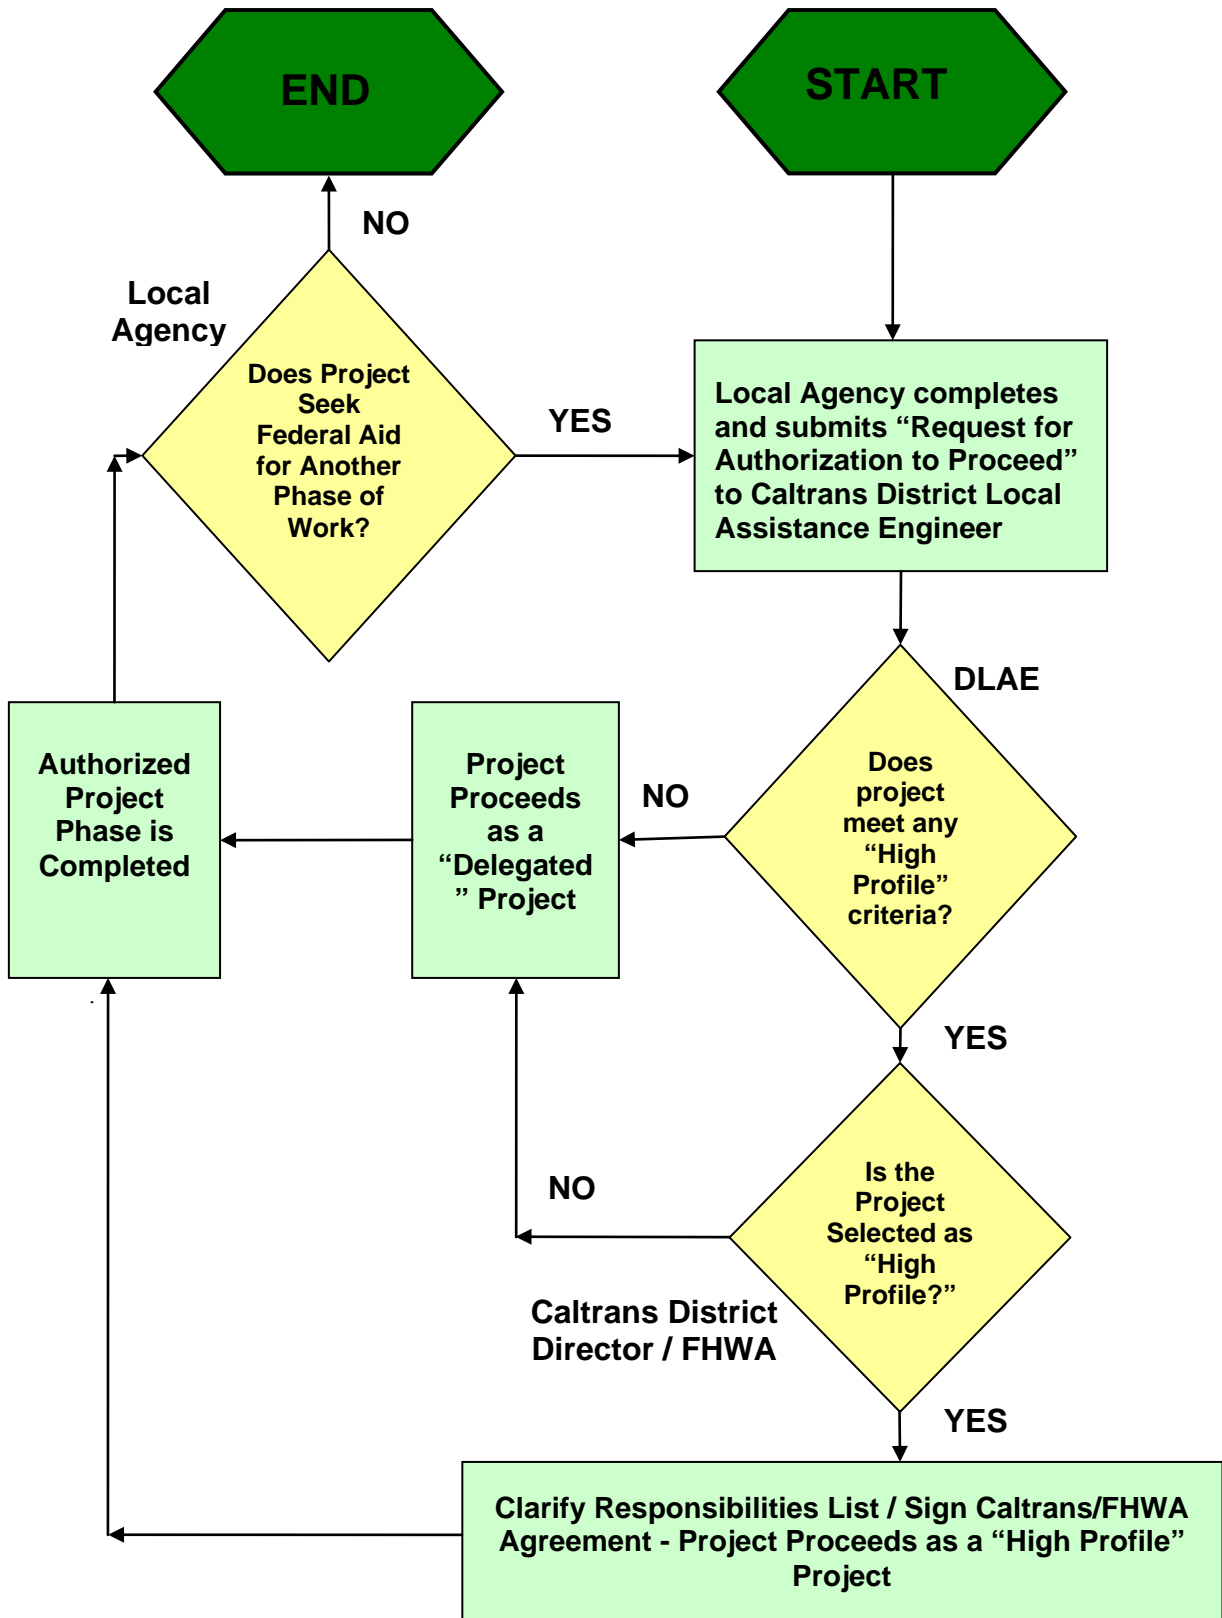 END
START
NO
Local
Agency
Does Project
Seek
Federal Aid
for Another
Phase of
Work?
YES
Local Agency completes
and submits “Request for
Authorization to Proceed”
to Caltrans District Local
Assistance Engineer
DLAE
Authorized
Project
Phase is
Completed
Project
Proceeds
as a
“Delegated
” Project
NO
Does
project
meet any
“High
Profile”
criteria?
YES
NO
Is the
Project
Selected as
“High
Profile?”
Caltrans District
Director / FHWA
YES
Clarify Responsibilities List / Sign Caltrans/FHWA
Agreement - Project Proceeds as a “High Profile”
Project